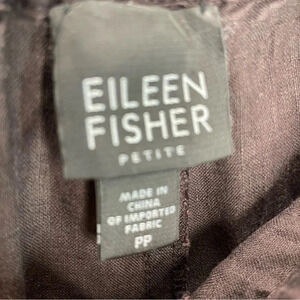 EILEEN
FISHER
PETITE
MADE IN
CHINA
OF IMPORTED
FABRIC
PP